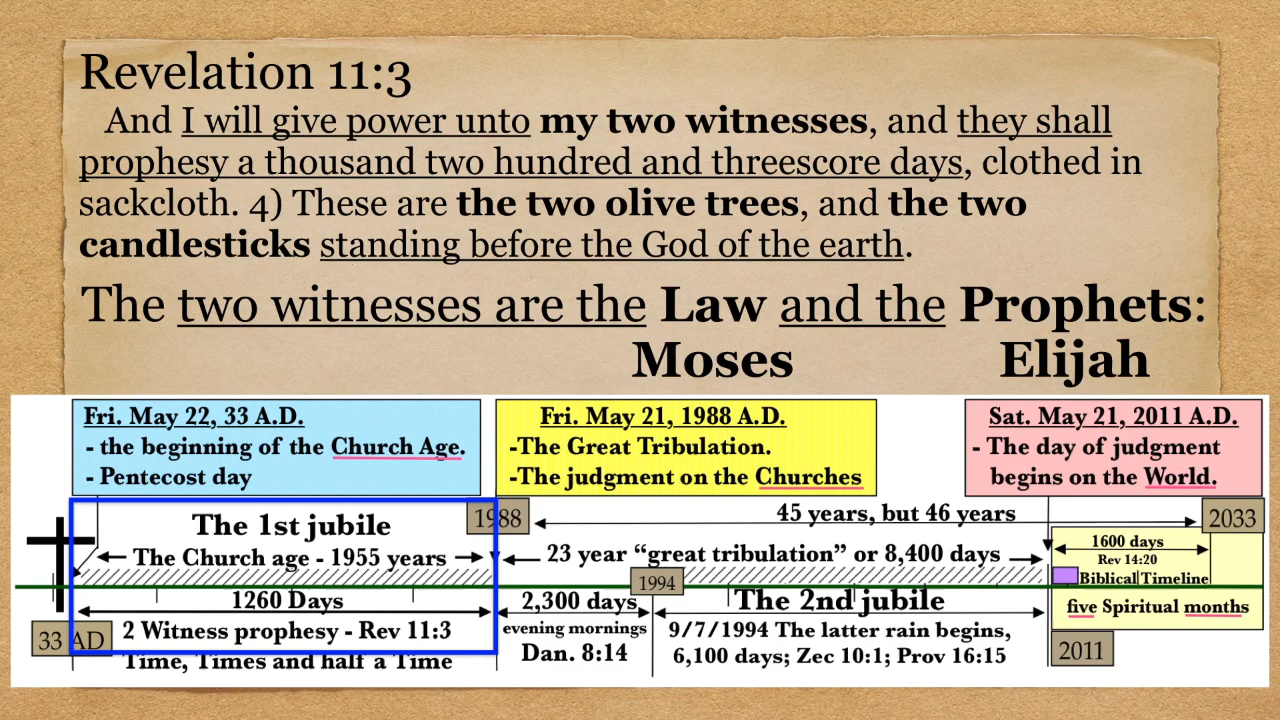 Revelation 11:3
And I will give power unto my two witnesses, and they shall
prophesy a thousand two hundred and threescore days, clothed in
sackcloth. 4) These are the two olive trees, and the two
candlesticks standing before the God of the earth.
The two witnesses are the Law and the Prophets:
Moses Elijah
Fri. May 22, 33 A.D.
- the beginning of the Church Age.
- Pentecost day
Fri. May 21, 1988 A.D.
-The Great Tribulation.
-The judgment on the Churches
Sat. May 21, 2011 A.D.
- The day of judgment
begins on the World.
The 1st jubile
The Church age - 1955 years
1988
45 years, but 46 years
2033
23 year “great tribulation” or 8,400 days
1600 days
Rev 14:20
Biblical Timeline
five Spiritual months
1994
1260 Days
2 Witness prophesy - Rev 11:3
Time, Times and half a Time
33 AD
2,300 days
evening mornings
Dan. 8:14
The 2nd jubile
9/7/1994 The latter rain begins,
6,100 days; Zec 10:1; Prov 16:15
2011